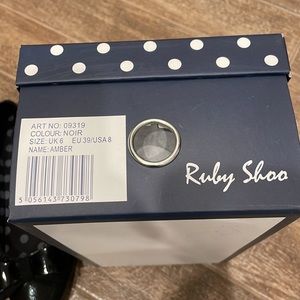 ART NO: 09319
COLOUR: NOIR
SIZE: UK 6 EU 39/USA 8
NAME: AMBER
5 056143 730798
Ruby Shoo